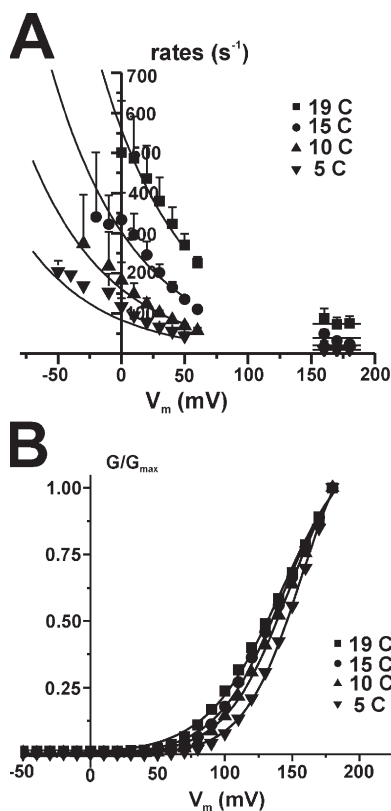 A
rates (s-1)
700
600
500
400
300
200
100
19 C
15 C
10 C
5 C
-50 0 50 100 150 200
Vm (mV)
B
G/Gmax
1.00
0.75
0.50
0.25
19 C
15 C
10 C
5 C
-50 0 50 100 150 200
Vm (mV)